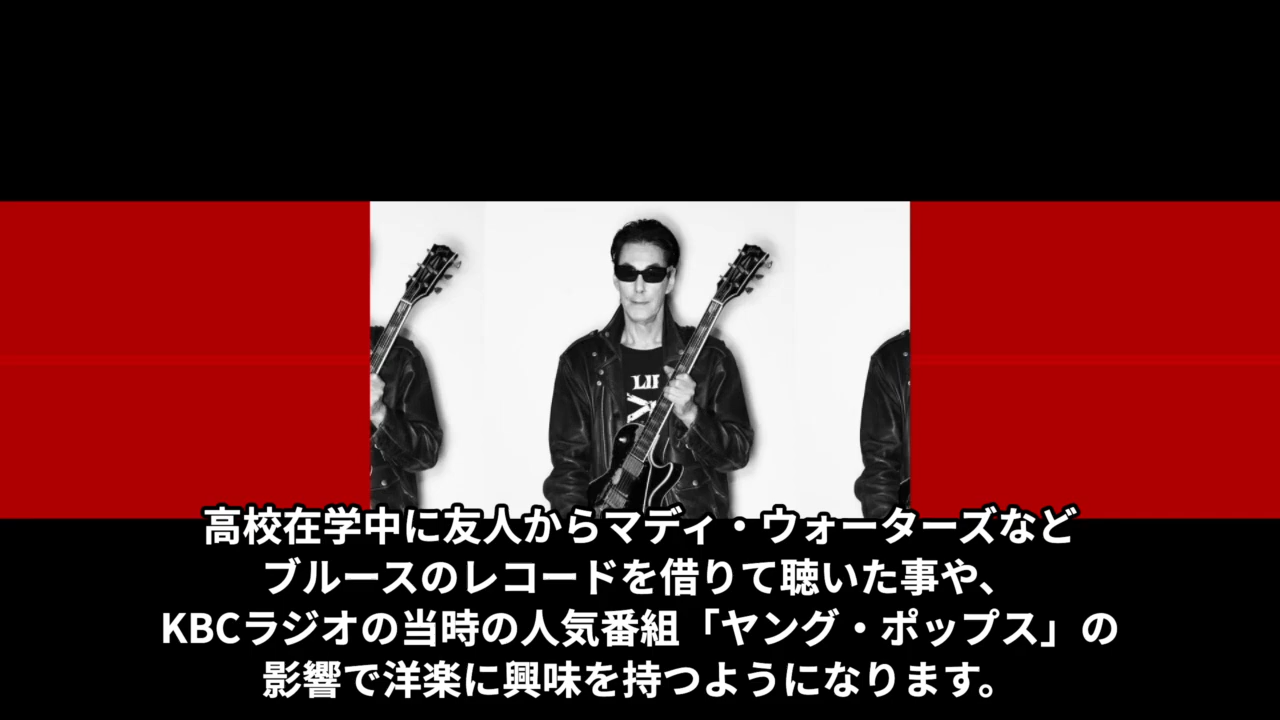 LIF
高校在学中に友人からマディ・ウォーターズなど
ブルースのレコードを借りて聴いた事や、
KBCラジオの当時の人気番組「ヤング・ポップス」の
影響で洋楽に興味を持つようになります。